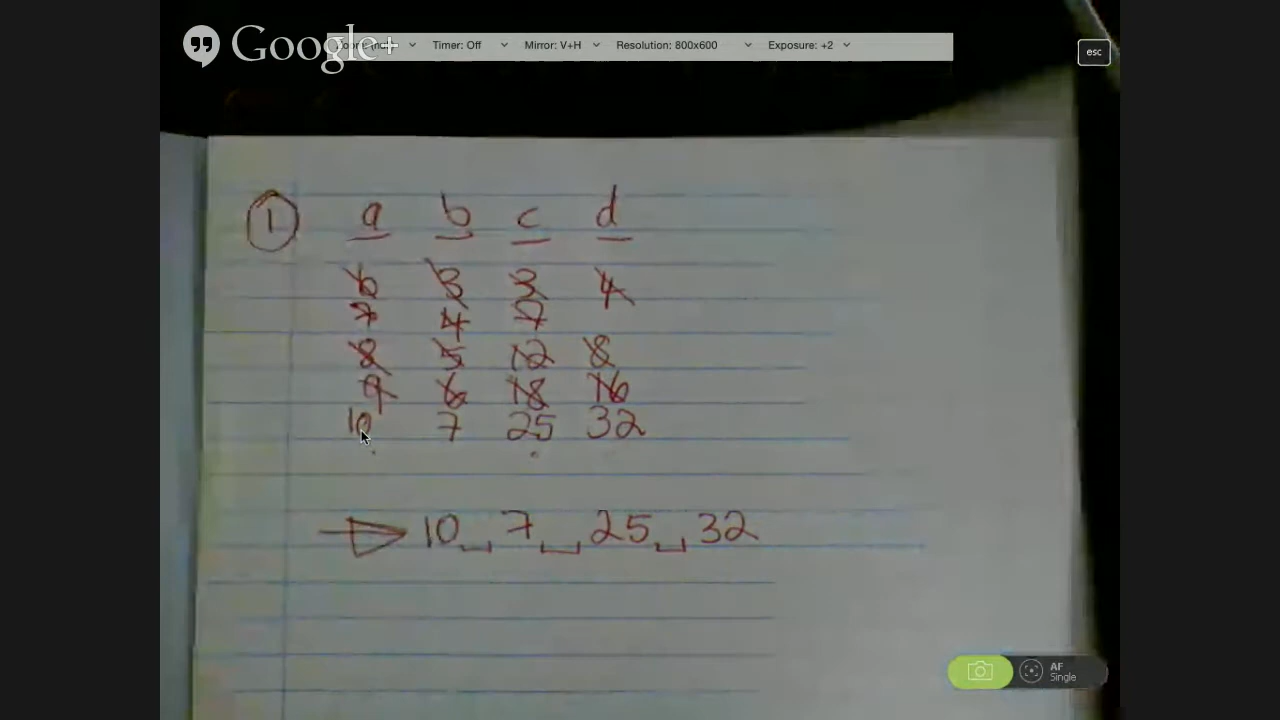 Google+
Timer: Off Mirror: V+H Resolution: 800x600 Exposure: +2
esc
1 a b c d
6 3 3 4
7 4 7
8 5 12 8
9 6 18 16
10 7 25 32
10 7 25 32
AF
Single